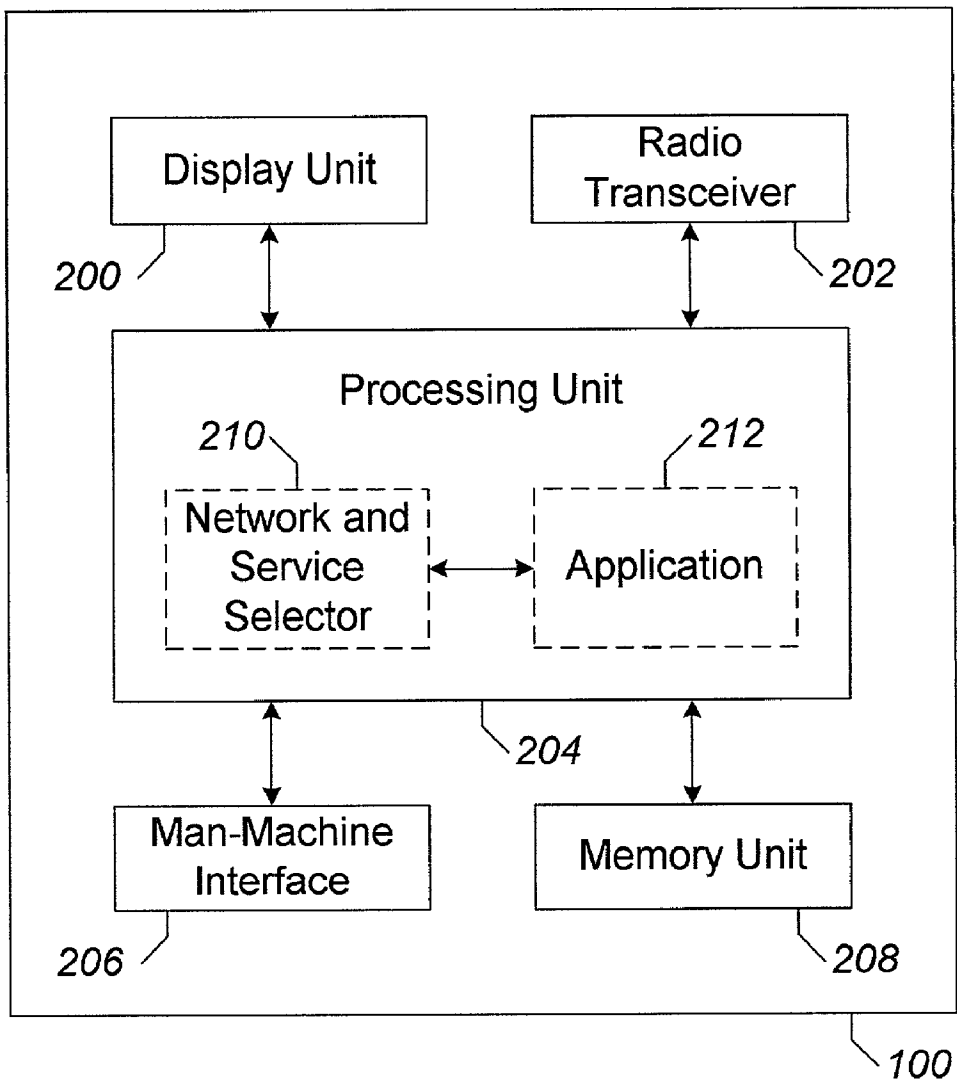 Display Unit
200
Radio
Transceiver
202
Processing Unit
210
212
Network and
Service
Selector
Application
204
Man-Machine
Interface
206
Memory Unit
208
100